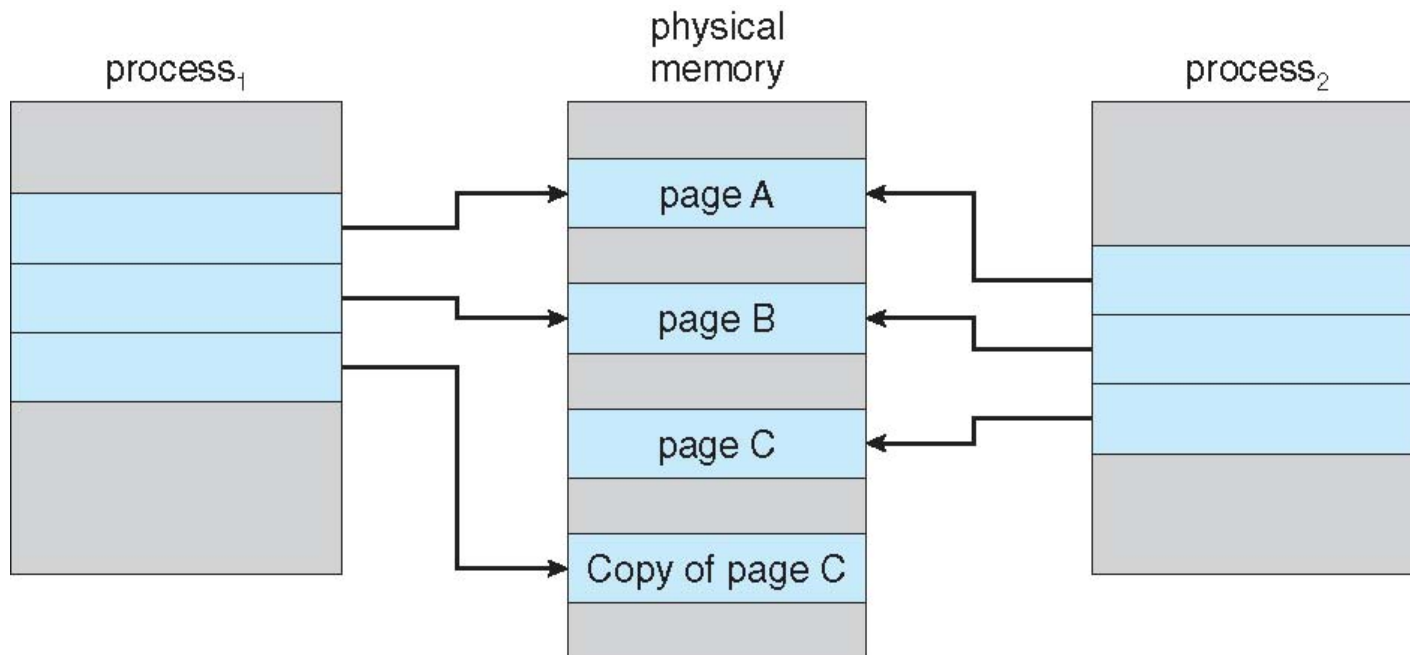 process₁
physical
memory
process₂
page A
page B
page C
Copy of page C